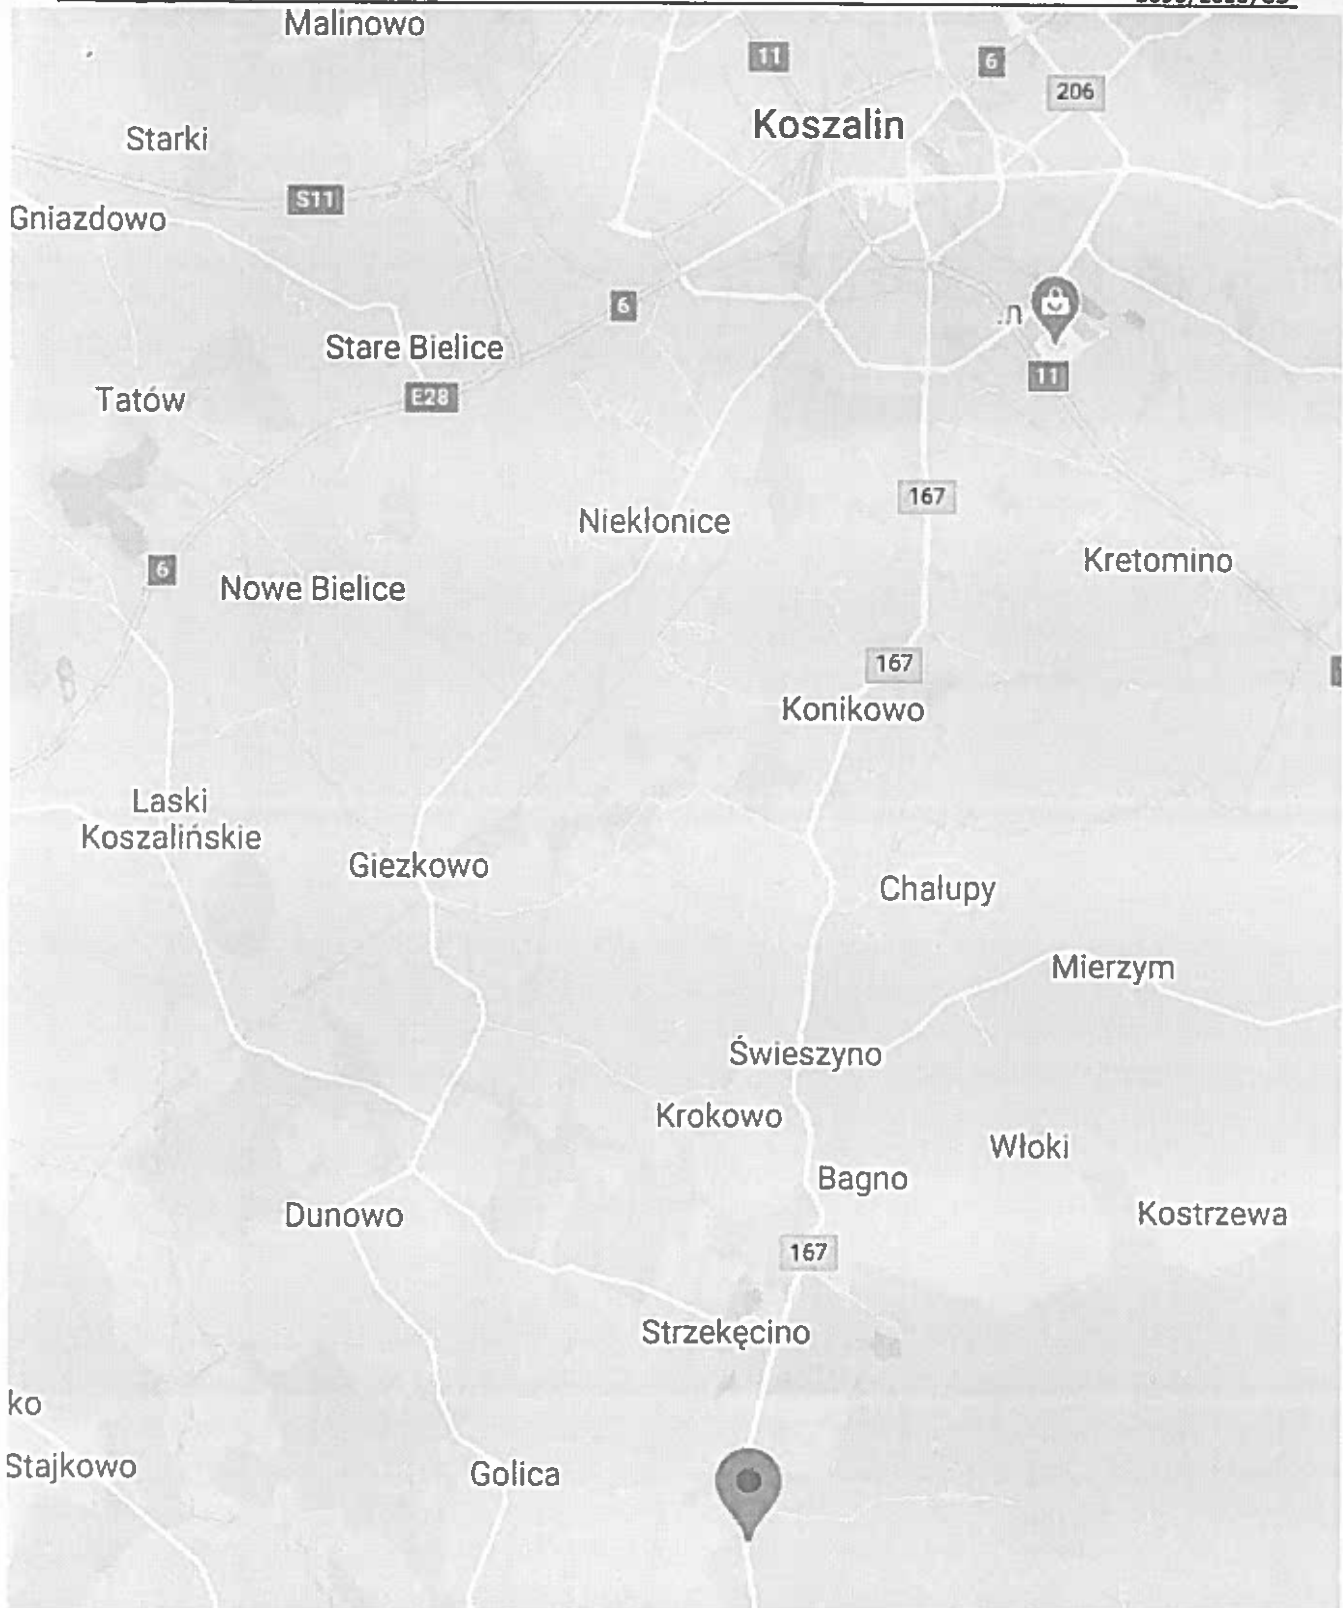 Malinowo
11
6
206
Koszalin
Starki
S11
Gniazdowo
6
.n
Stare Bielice
11
E28
Tatów
167
Niekłonice
Kretomino
6
Nowe Bielice
167
Konikowo
Laski
Koszalińskie
Giezkowo
Chałupy
Mierzym
Świeszyno
Krokowo
Włoki
Bagno
Dunowo
Kostrzewa
167
Strzekęcino
ko
Stajkowo
Golica